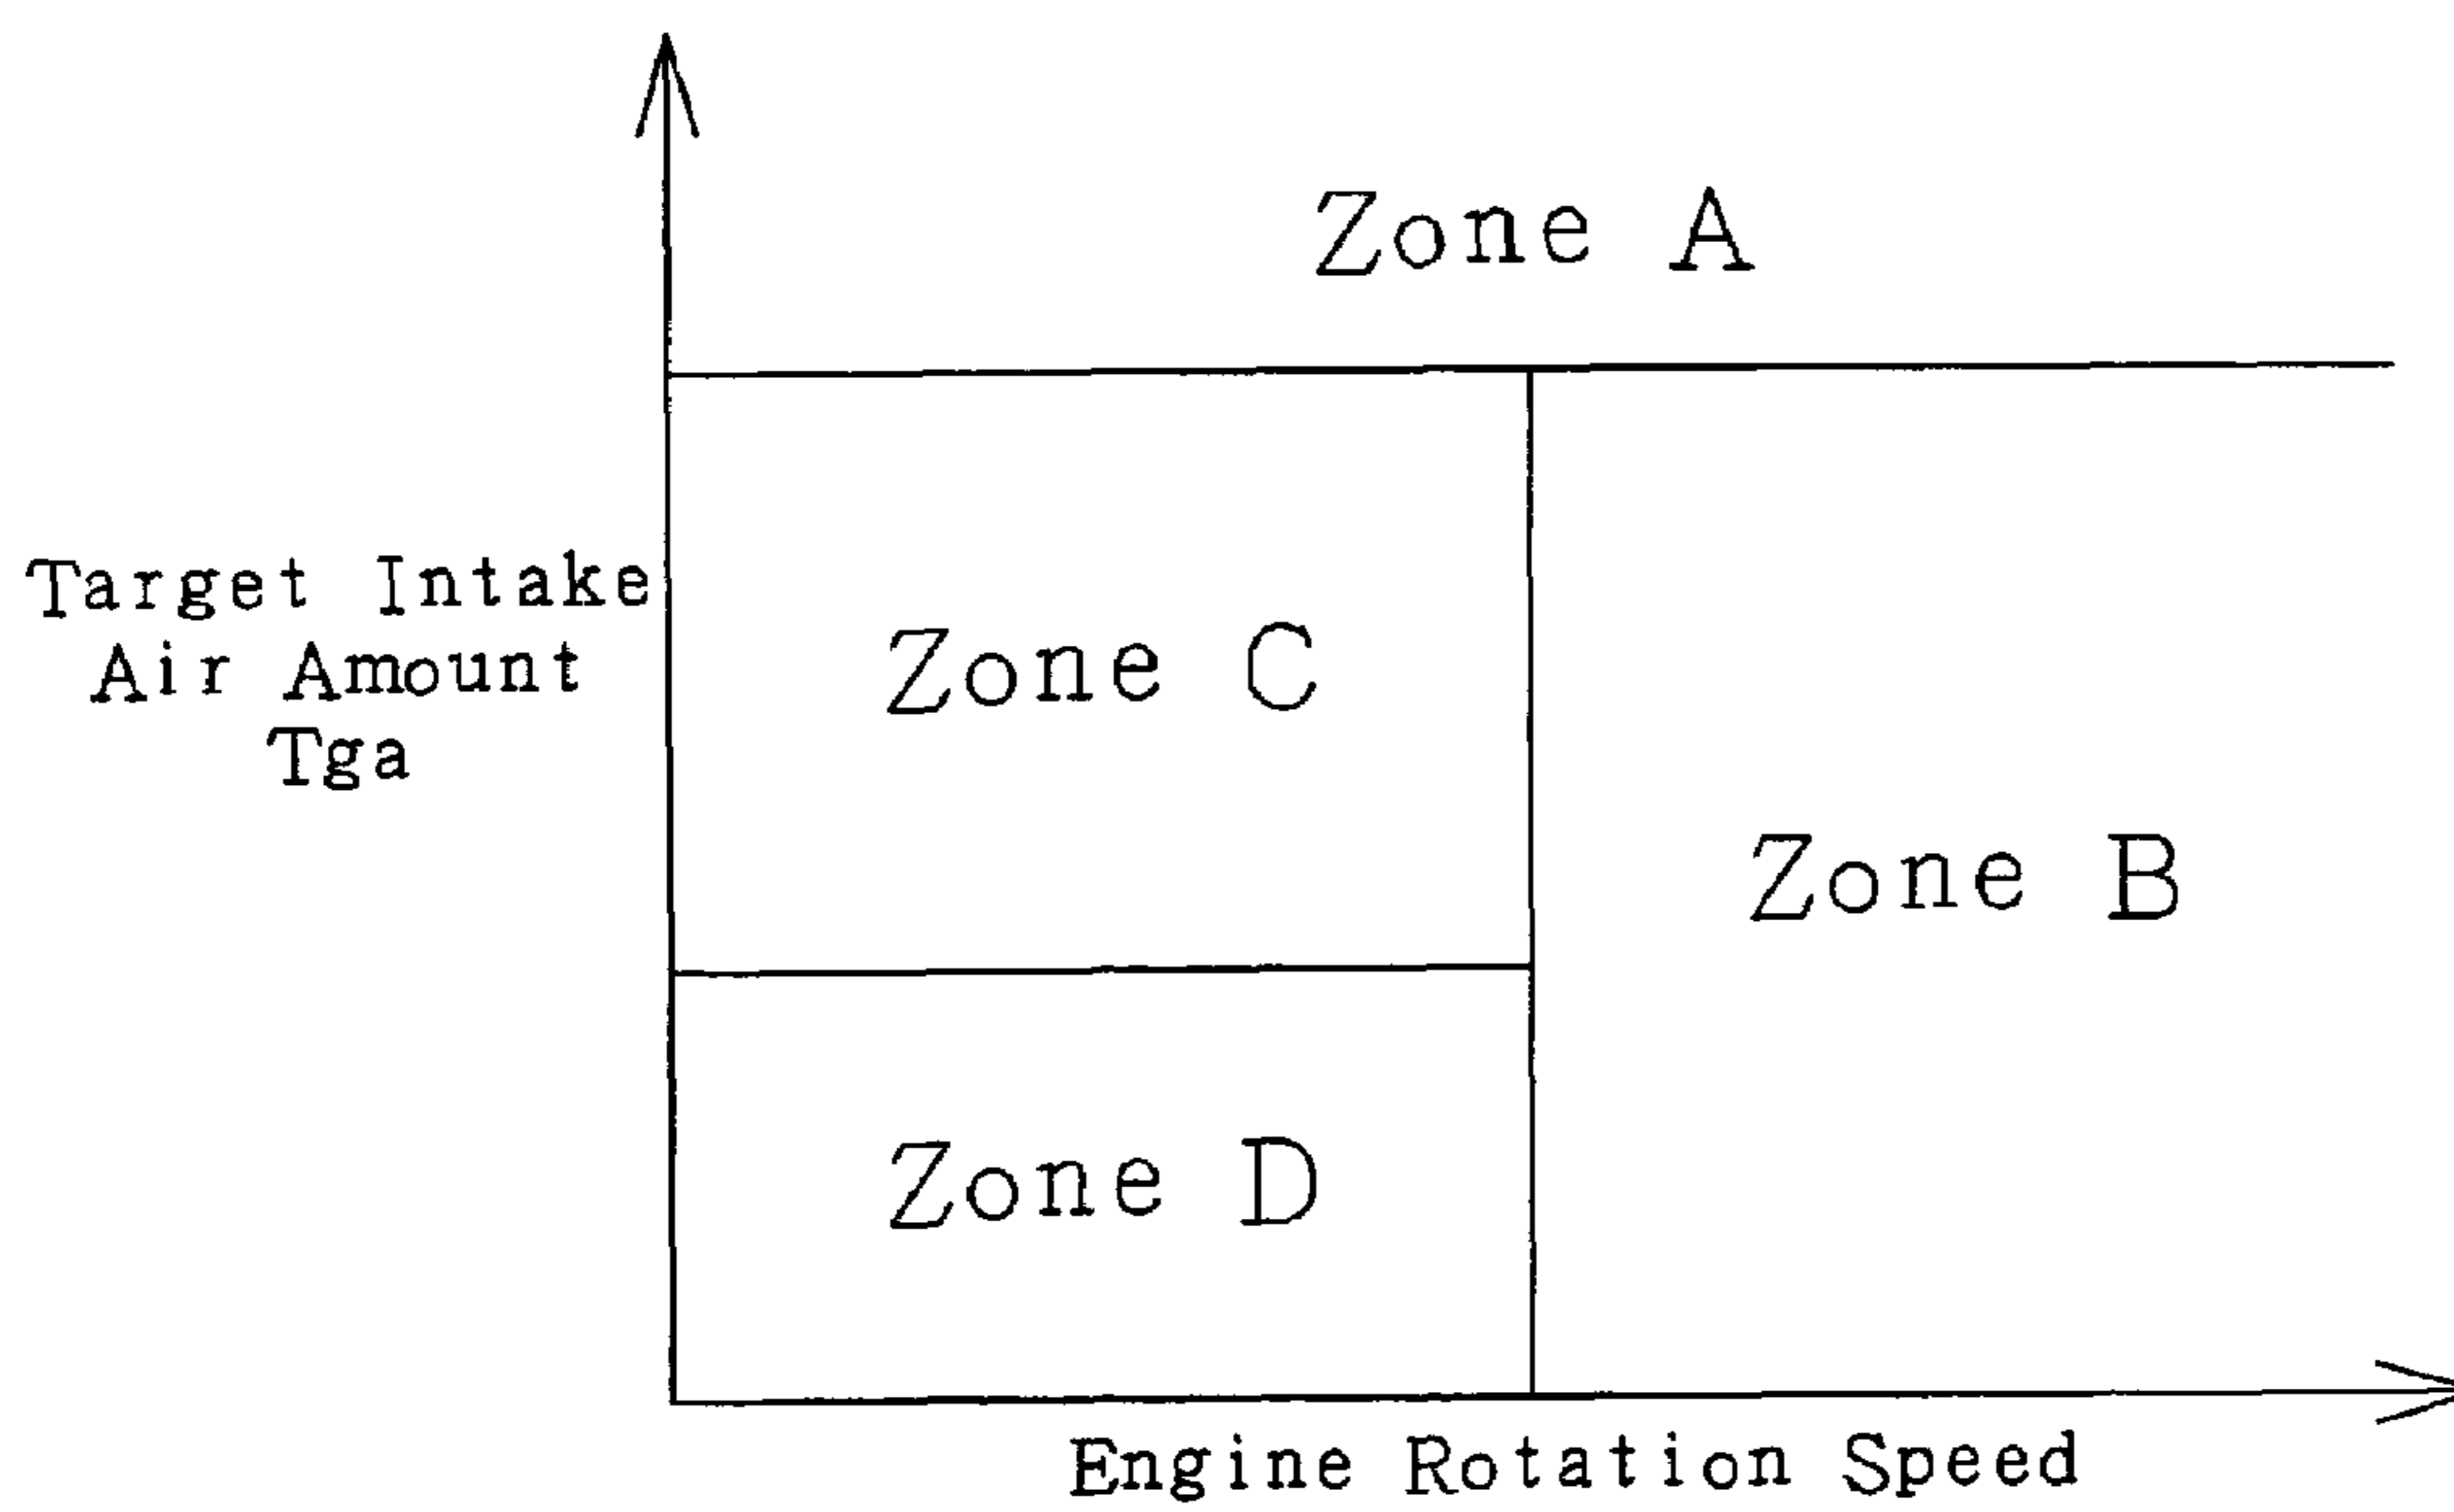 Zone A
Target Intake
Air Amount
Tga
Zone C
Zone B
Zone D
Engine Rotation Speed